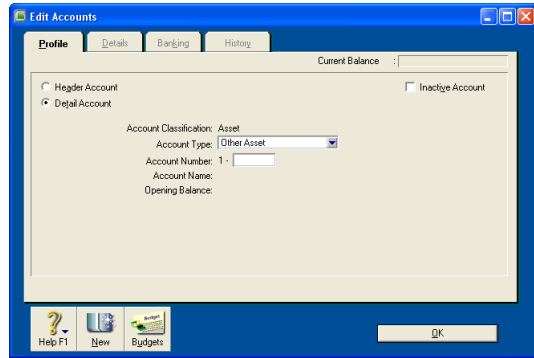 Edit Accounts
Profile Details Banking History
Current Balance :
Header Account Inactive Account
Detail Account
Account Classification: Asset
Account Type: Other Asset
Account Number: 1 -
Account Name:
Opening Balance:
Budget
Help F1 New Budgets OK